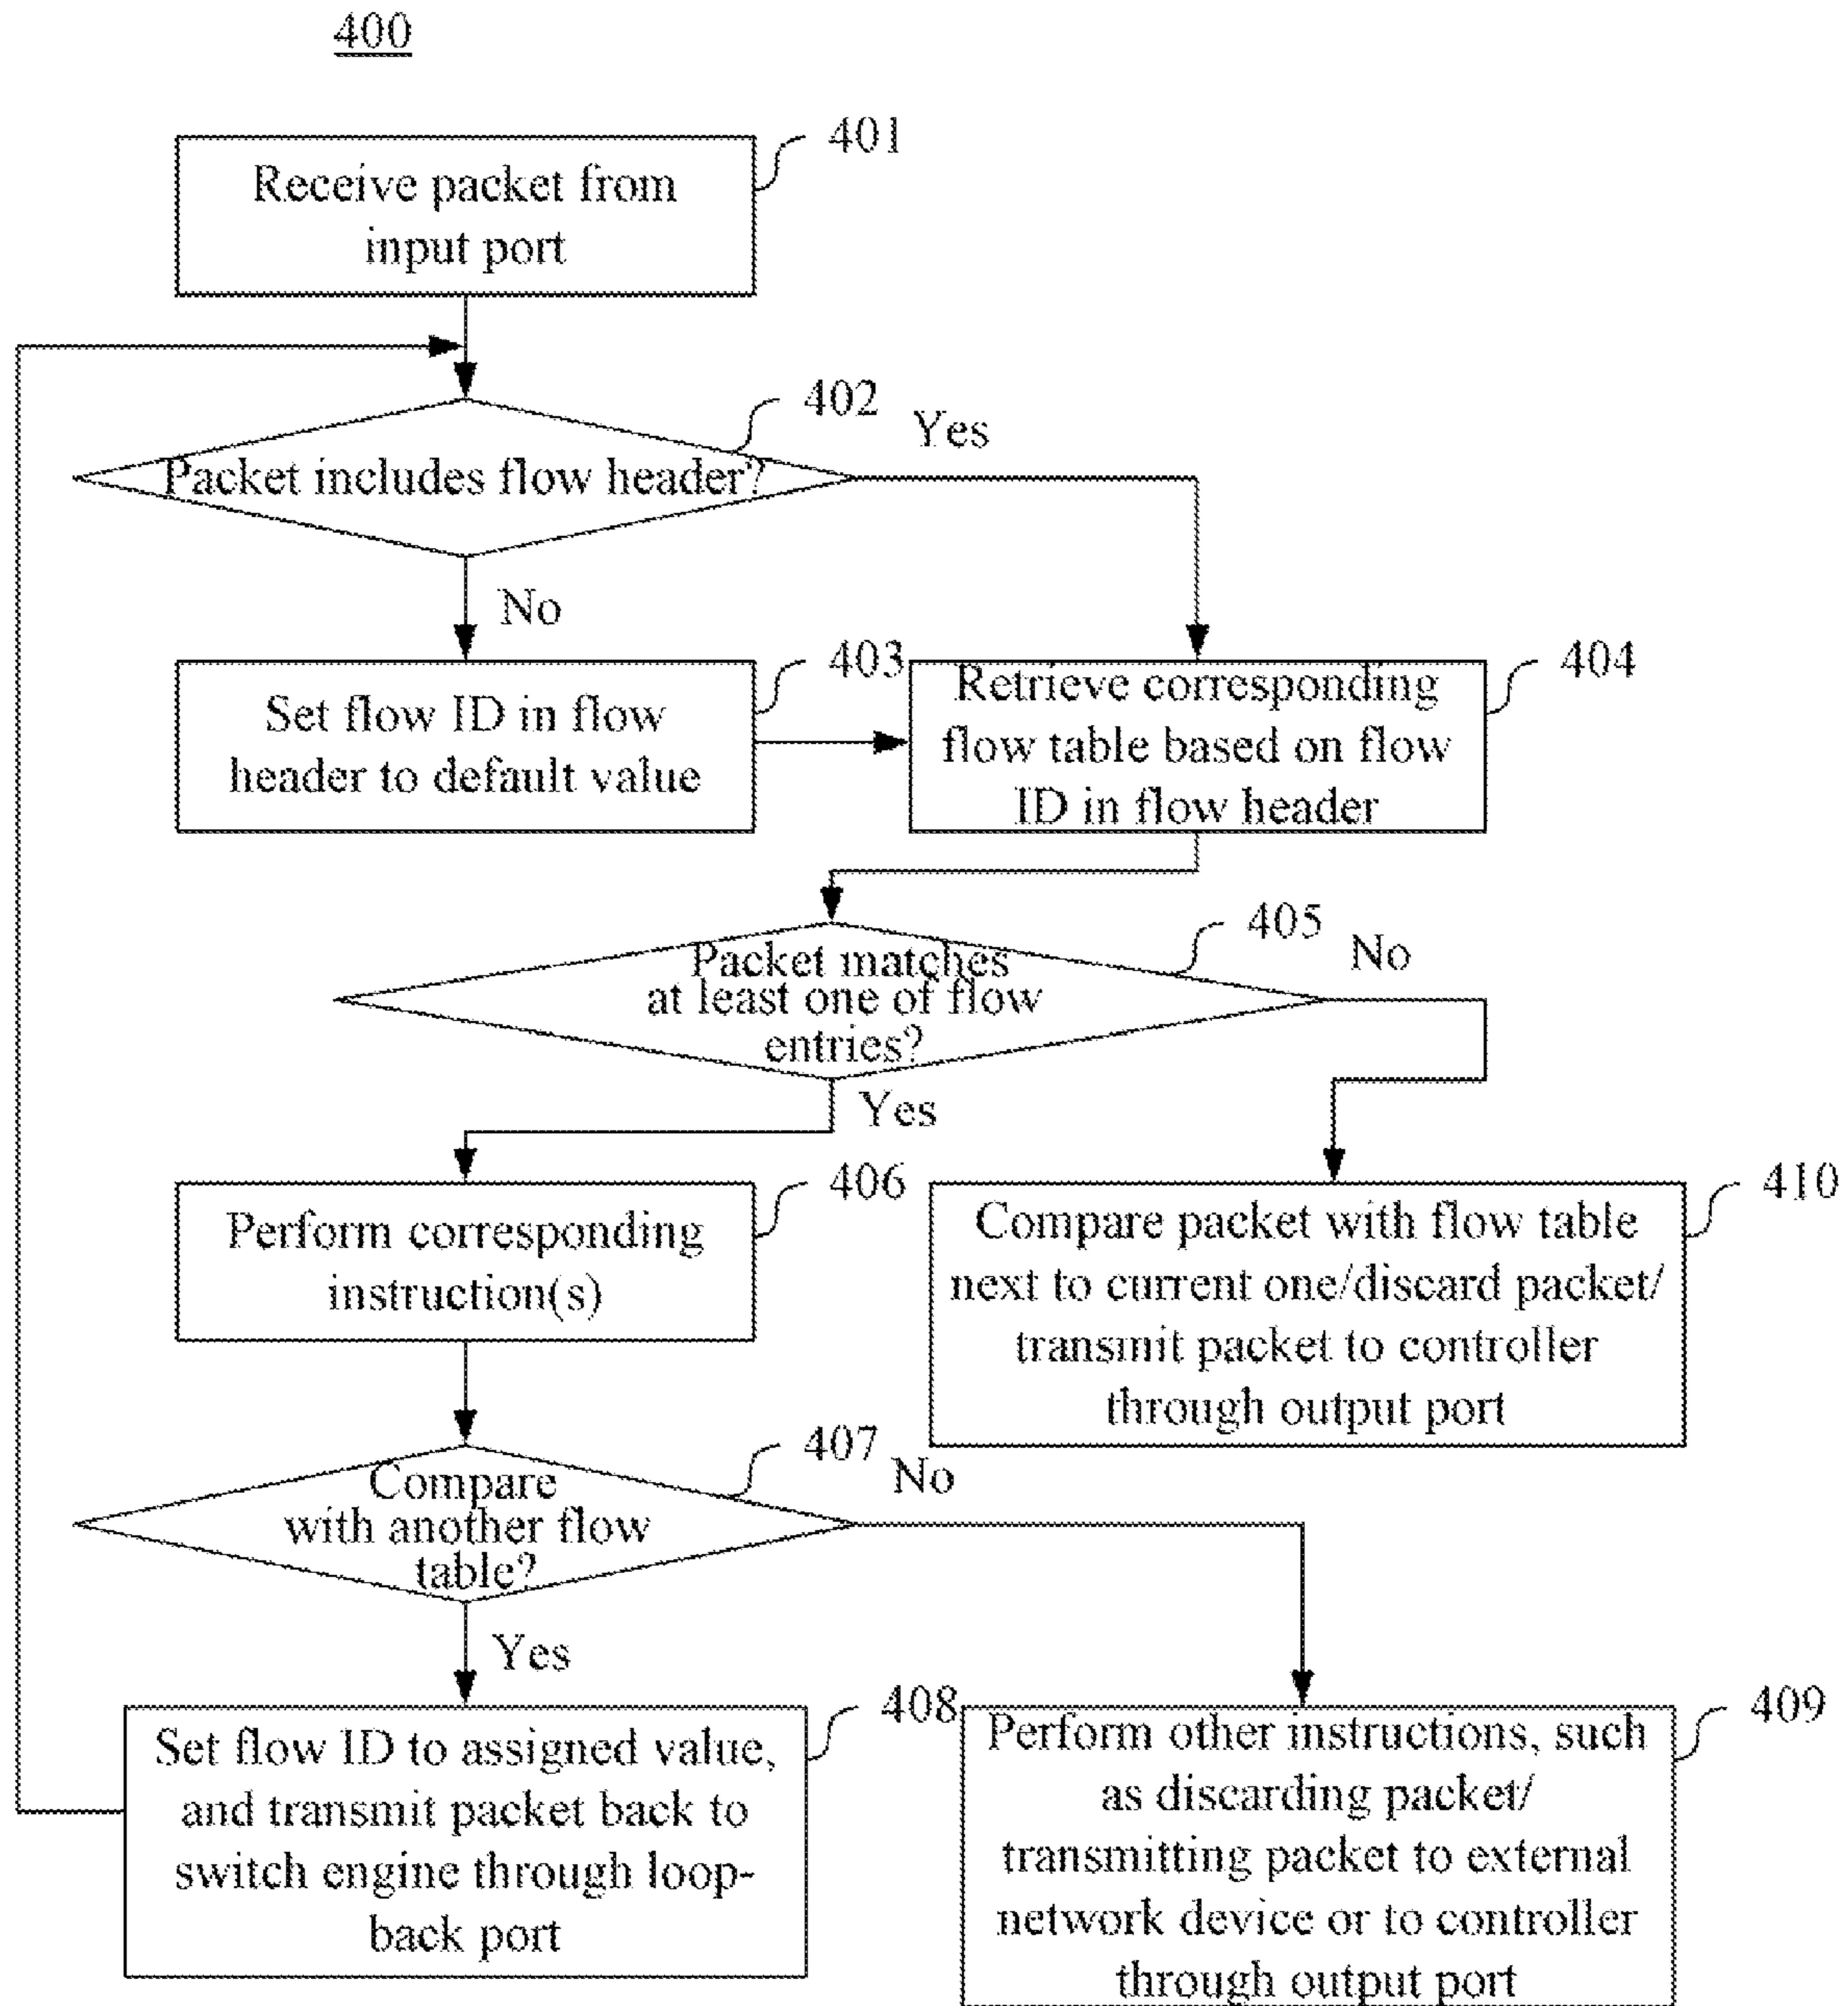 400
401
Receive packet from
input port
402
Yes
Packet includes flow header?
No
403
404
Set flow ID in flow
header to default value
Retrieve corresponding
flow table based on flow
ID in flow header
405
No
Packet matches
at least one of flow
entries?
Yes
406
410
Perform corresponding
instruction(s)
Compare packet with flow table
next to current one/discard packet/
transmit packet to controller
through output port
407
No
Compare
with another flow
table?
Yes
408
409
Set flow ID to assigned value,
and transmit packet back to
switch engine through loop-
back port
Perform other instructions, such
as discarding packet/
transmitting packet to external
network device or to controller
through output port